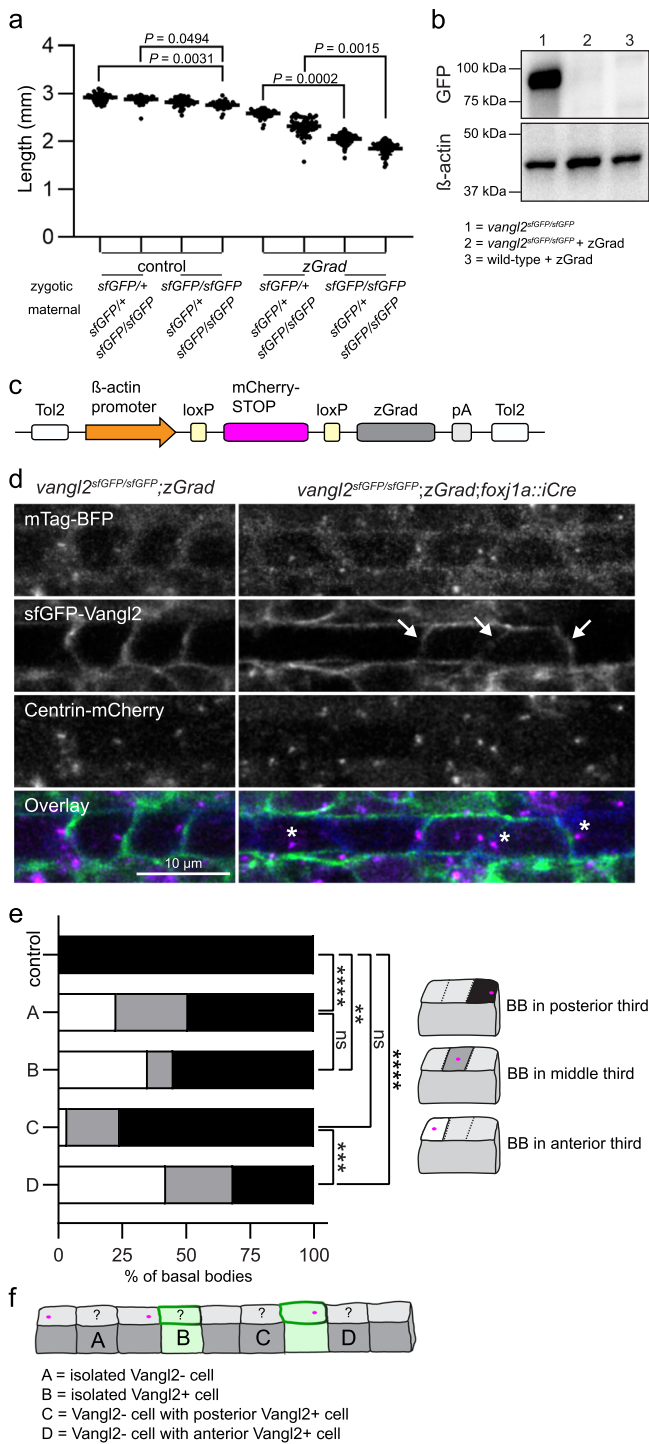 a
4
3
2
1
0
Length (mm)
P = 0.0494
P = 0.0031
P = 0.0015
P = 0.0002
control
zGrad
zygotic
sfGFP/+
sfGFP/sfGFP
sfGFP/+
sfGFP/sfGFP
maternal
sfGFP/+
sfGFP/sfGFP
sfGFP/+
sfGFP/sfGFP
sfGFP/+
sfGFP/sfGFP
sfGFP/+
sfGFP/sfGFP
b
1 2 3
GFP
100 kDa
75 kDa
ß-actin
50 kDa
37 kDa
1 = vangl2sfGFP/sfGFP
2 = vangl2sfGFP/sfGFP + zGrad
3 = wild-type + zGrad
c
Tol2
ß-actin
promoter
loxP
mCherry-
STOP
loxP
zGrad
pA
Tol2
d
vangl2sfGFP/sfGFP;zGrad
vangl2sfGFP/sfGFP;zGrad;foxj1a::iCre
mTag-BFP
sfGFP-Vangl2
Centrin-mCherry
Overlay
* * *
10 µm
e
control
A
B
C
D
0 25 50 75 100
% of basal bodies
****
ns
**
***
ns
****
BB in posterior third
BB in middle third
BB in anterior third
f
? ? ? ?
A B C D
A = isolated Vangl2- cell
B = isolated Vangl2+ cell
C = Vangl2- cell with posterior Vangl2+ cell
D = Vangl2- cell with anterior Vangl2+ cell